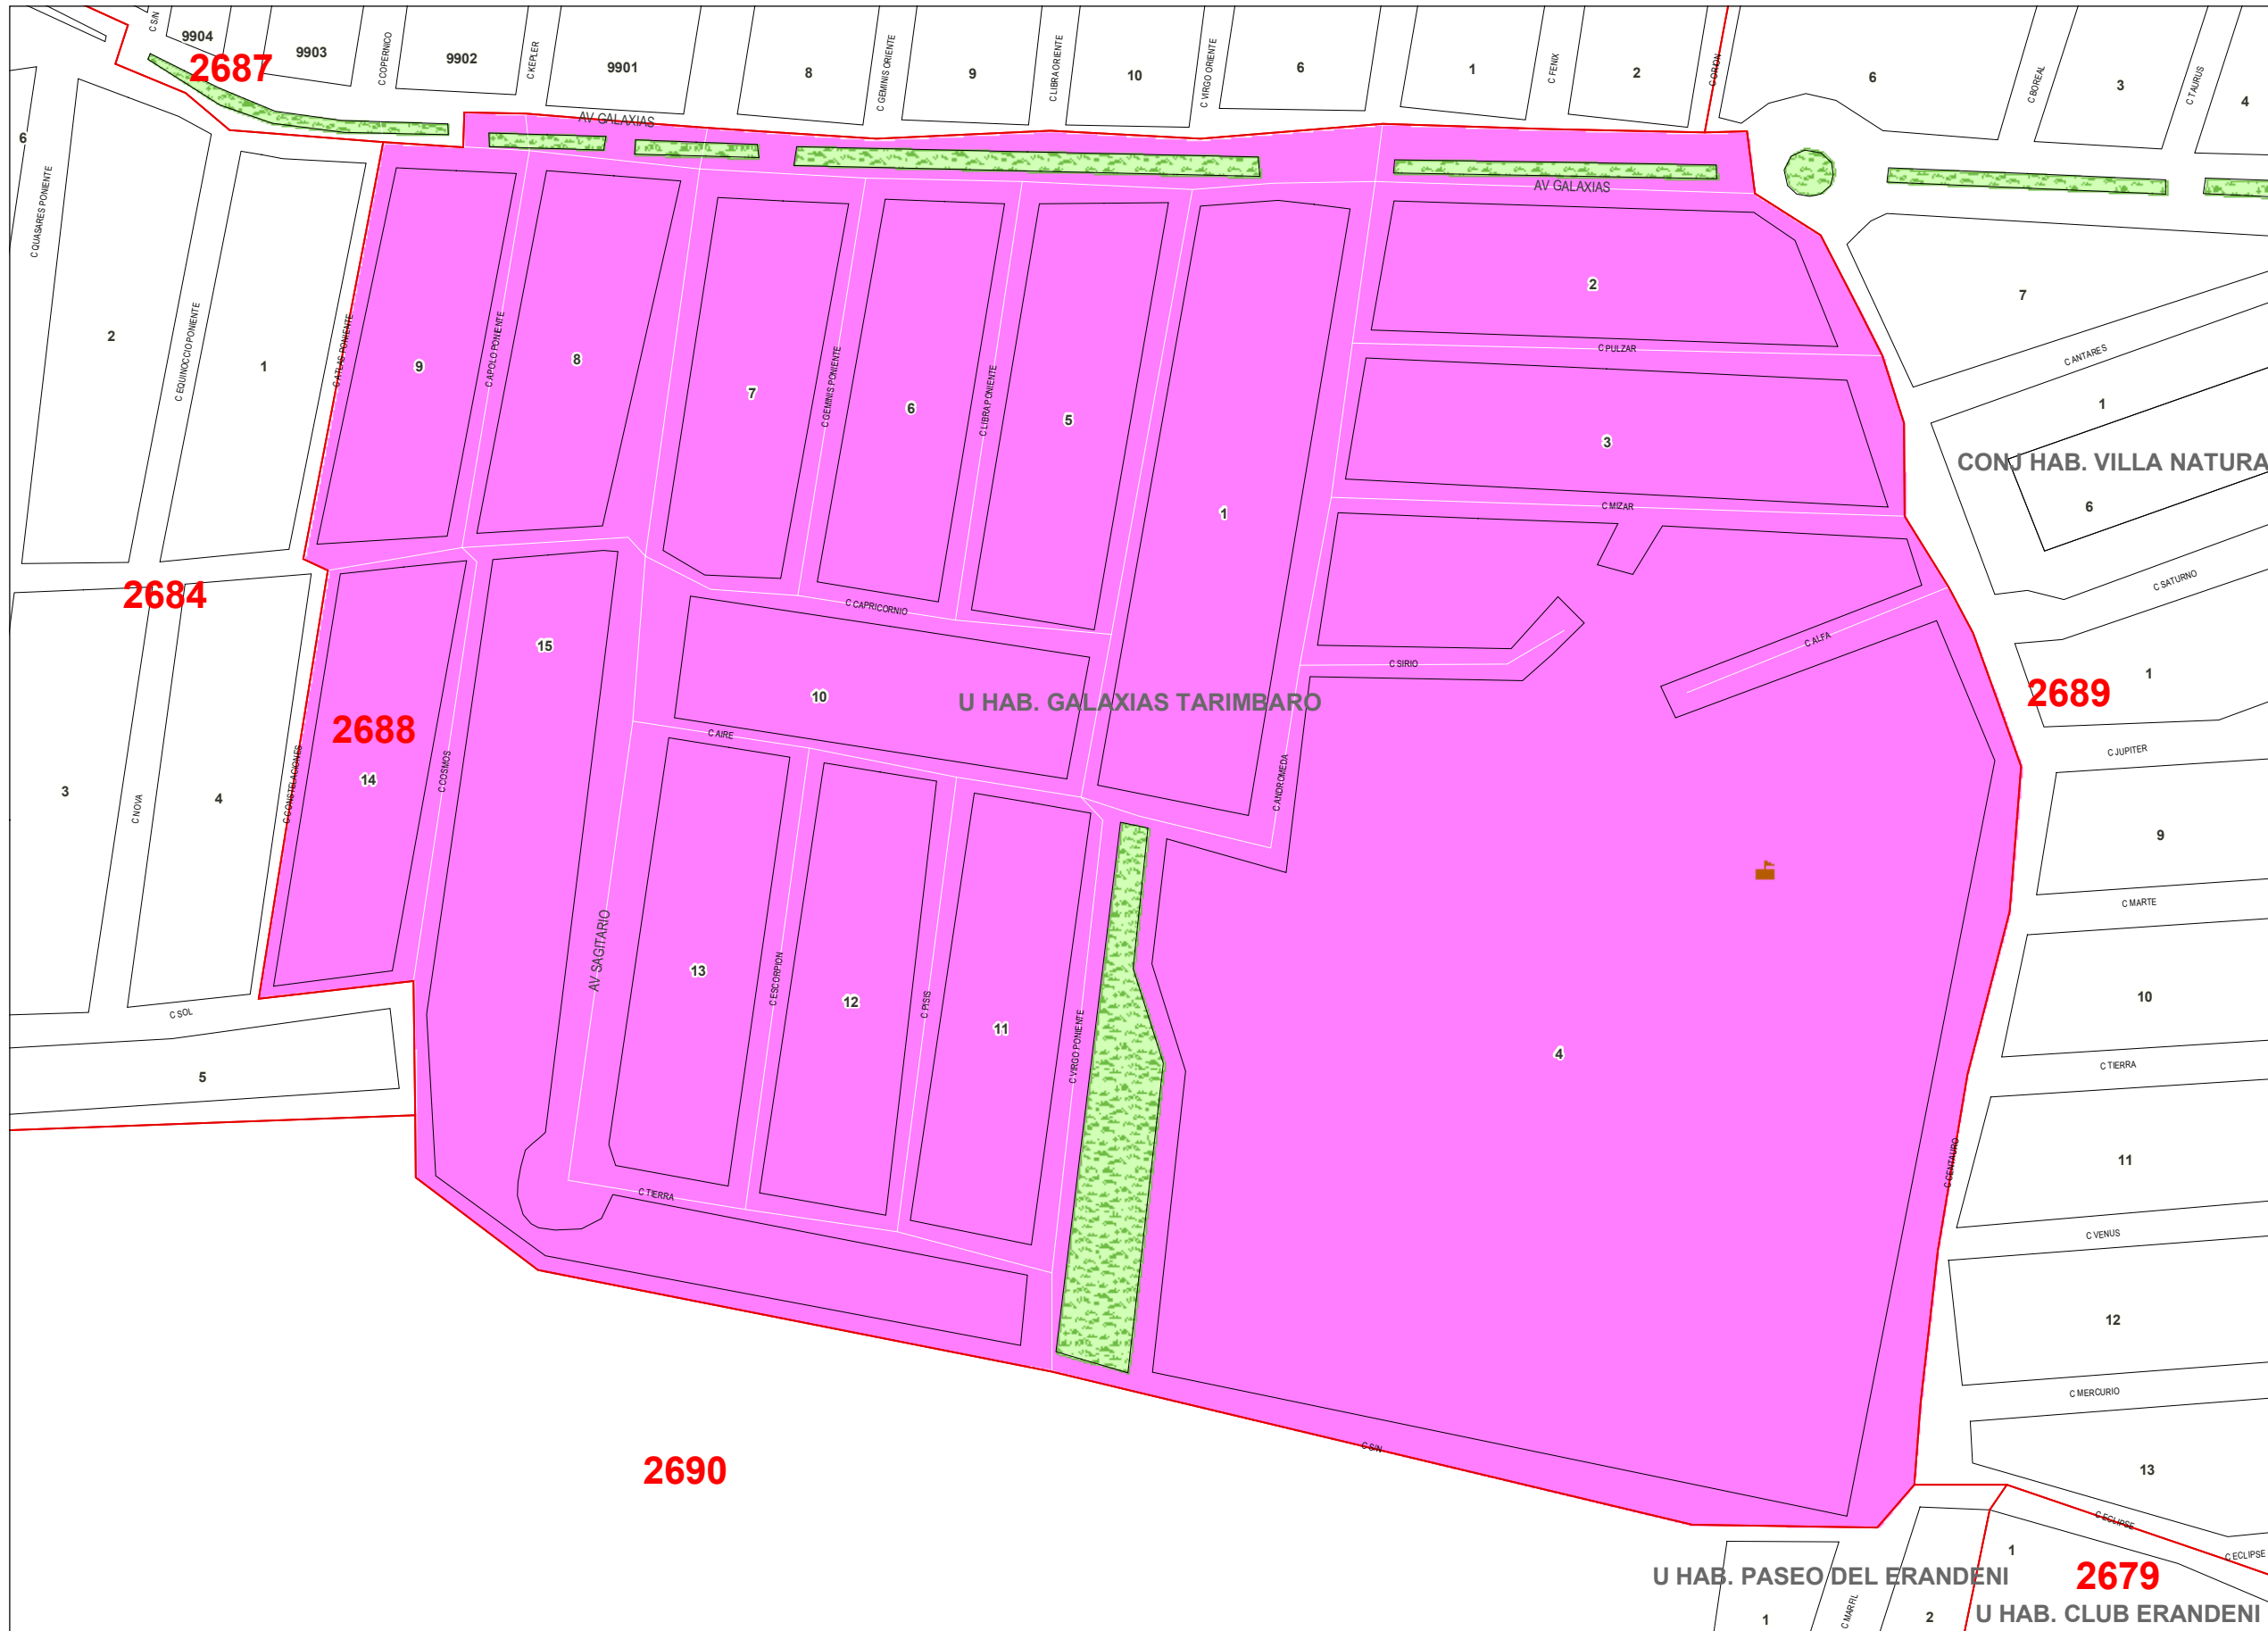 C S/N
9904
9903
C COPERNICO
9902
C KEPLER
9901
8
C GEMINIS ORIENTE
9
C LIBRA ORIENTE
10
C VIRGO ORIENTE
6
1
C FENIX
2
C ORION
6
C BOREAL
3
C TAURUS
4
2687
AV GALAXIAS
6
AV GALAXIAS
C QUASARES PONIENTE
2
C EQUINOCCIO PONIENTE
1
C ATLAS PONIENTE
9
C APOLO PONIENTE
8
7
C GEMINIS PONIENTE
6
C LIBRA PONIENTE
5
1
2
C PULZAR
3
C MIZAR
7
C ANTARES
1
CONJ HAB. VILLA NATURA
6
C SATURNO
2684
15
C CAPRICORNIO
C SIRIO
C ALFA
1
2689
10
U HAB. GALAXIAS TARIMBARO
2688
C AIRE
14
C COSMOS
C CONSTELACIONES
3
C NOVA
4
C ANDROMEDA
C JUPITER
9
C MARTE
AV SAGITARIO
13
C ESCORPION
12
C PISIS
11
C VIRGO PONIENTE
4
10
C SOL
5
C TIERRA
C CENTAURO
11
C TIERRA
C VENUS
12
C MERCURIO
C S/N
2690
13
C ECLIPSE
C ECLIPSE
1
U HAB. PASEO DEL ERANDENI
2679
1
C MARFIL
2
U HAB. CLUB ERANDENI